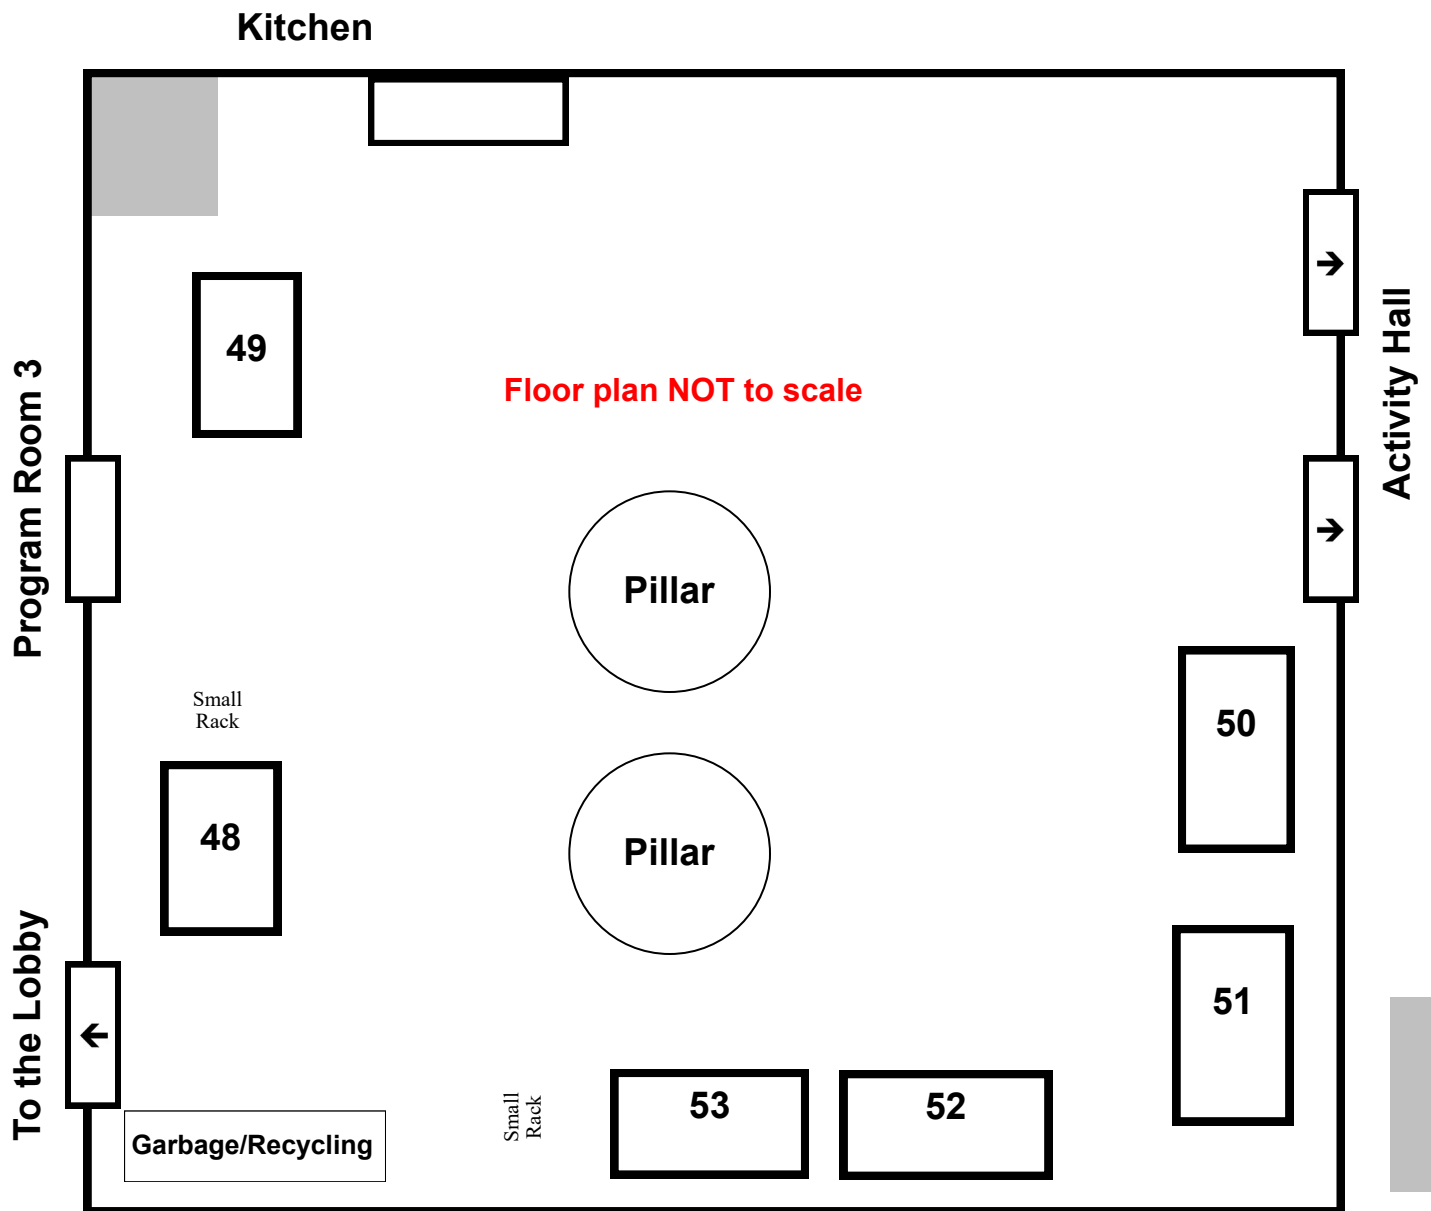 Kitchen
49
Floor plan NOT to scale
Program Room 3
→
Activity Hall
→
Pillar
Small
Rack
50
48
Pillar
To the Lobby
←
51
53
52
Small
Rack
Garbage/Recycling